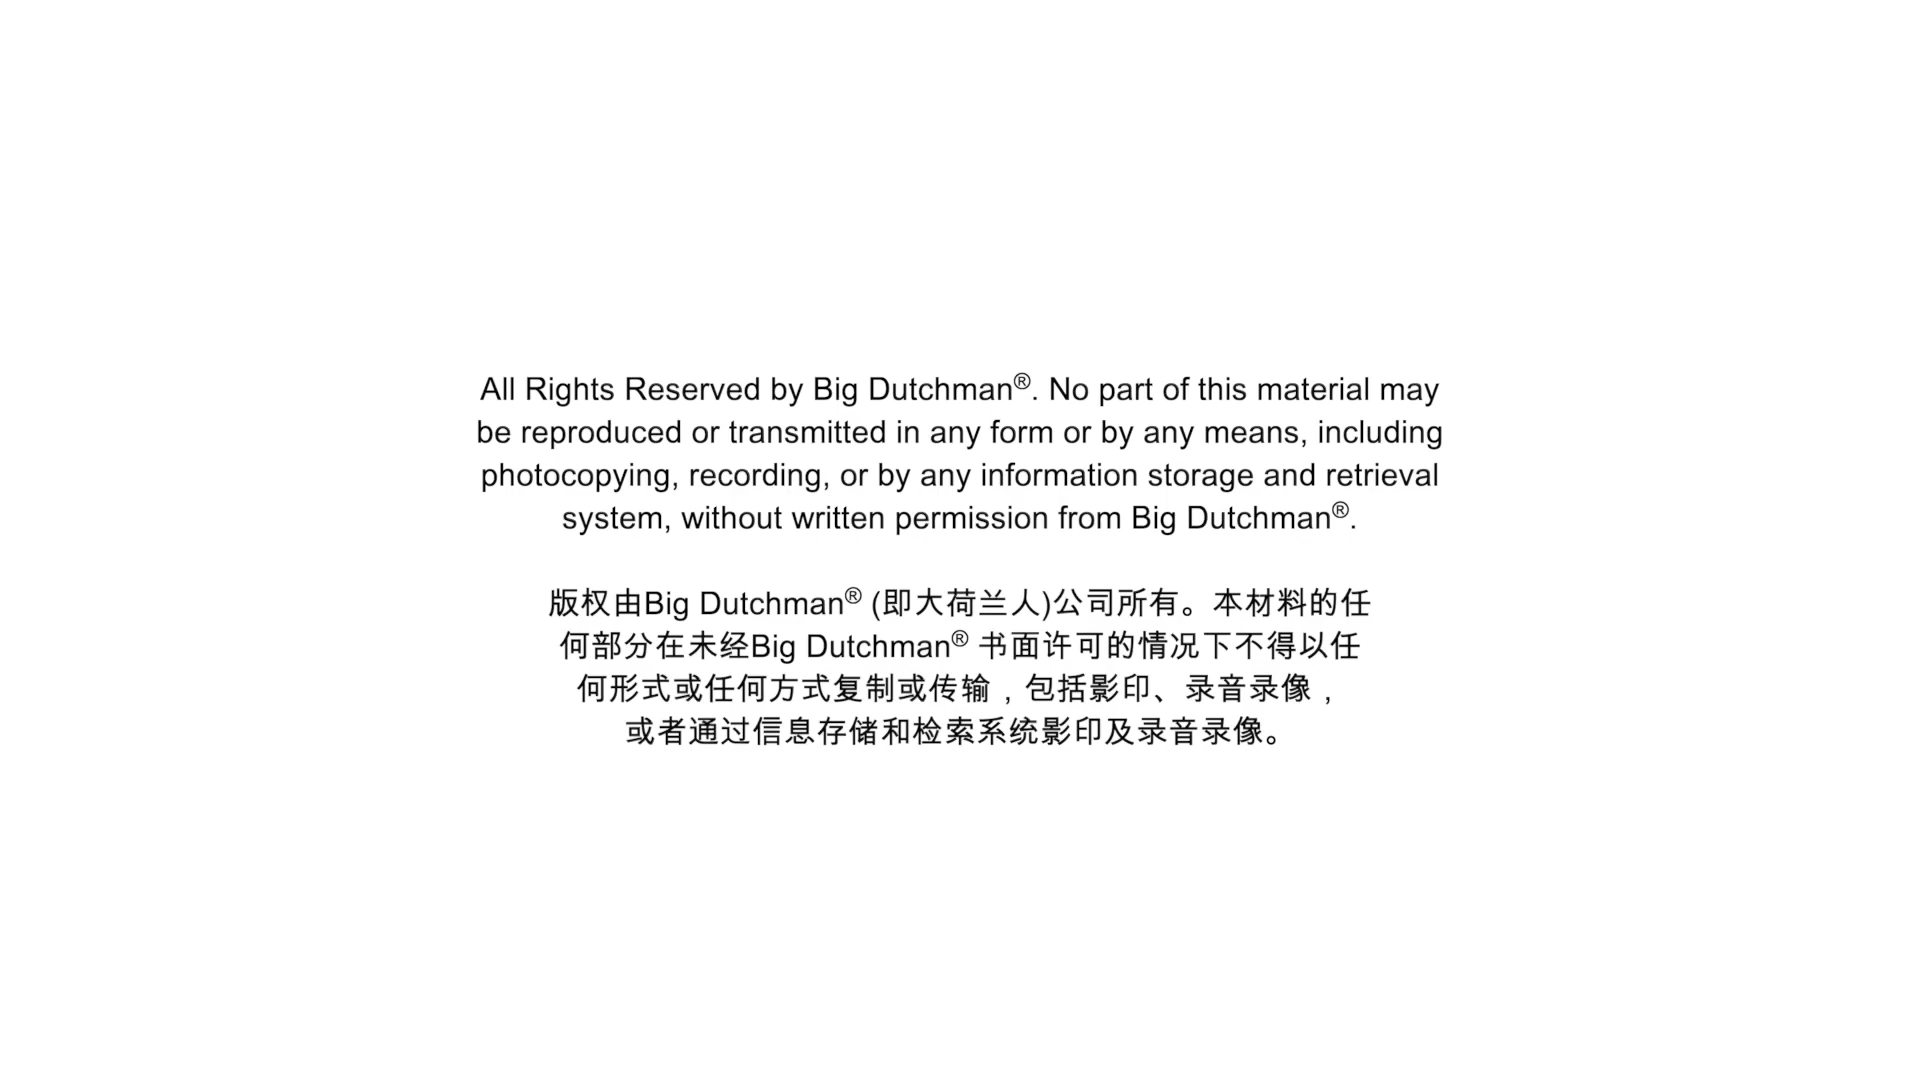 All Rights Reserved by Big Dutchman®. No part of this material may
be reproduced or transmitted in any form or by any means, including
photocopying, recording, or by any information storage and retrieval
system, without written permission from Big Dutchman®.
版权由Big Dutchman® (即大荷兰人)公司所有。本材料的任
何部分在未经Big Dutchman® 书面许可的情况下不得以任
何形式或任何方式复制或传输，包括影印、录音录像，
或者通过信息存储和检索系统影印及录音录像。